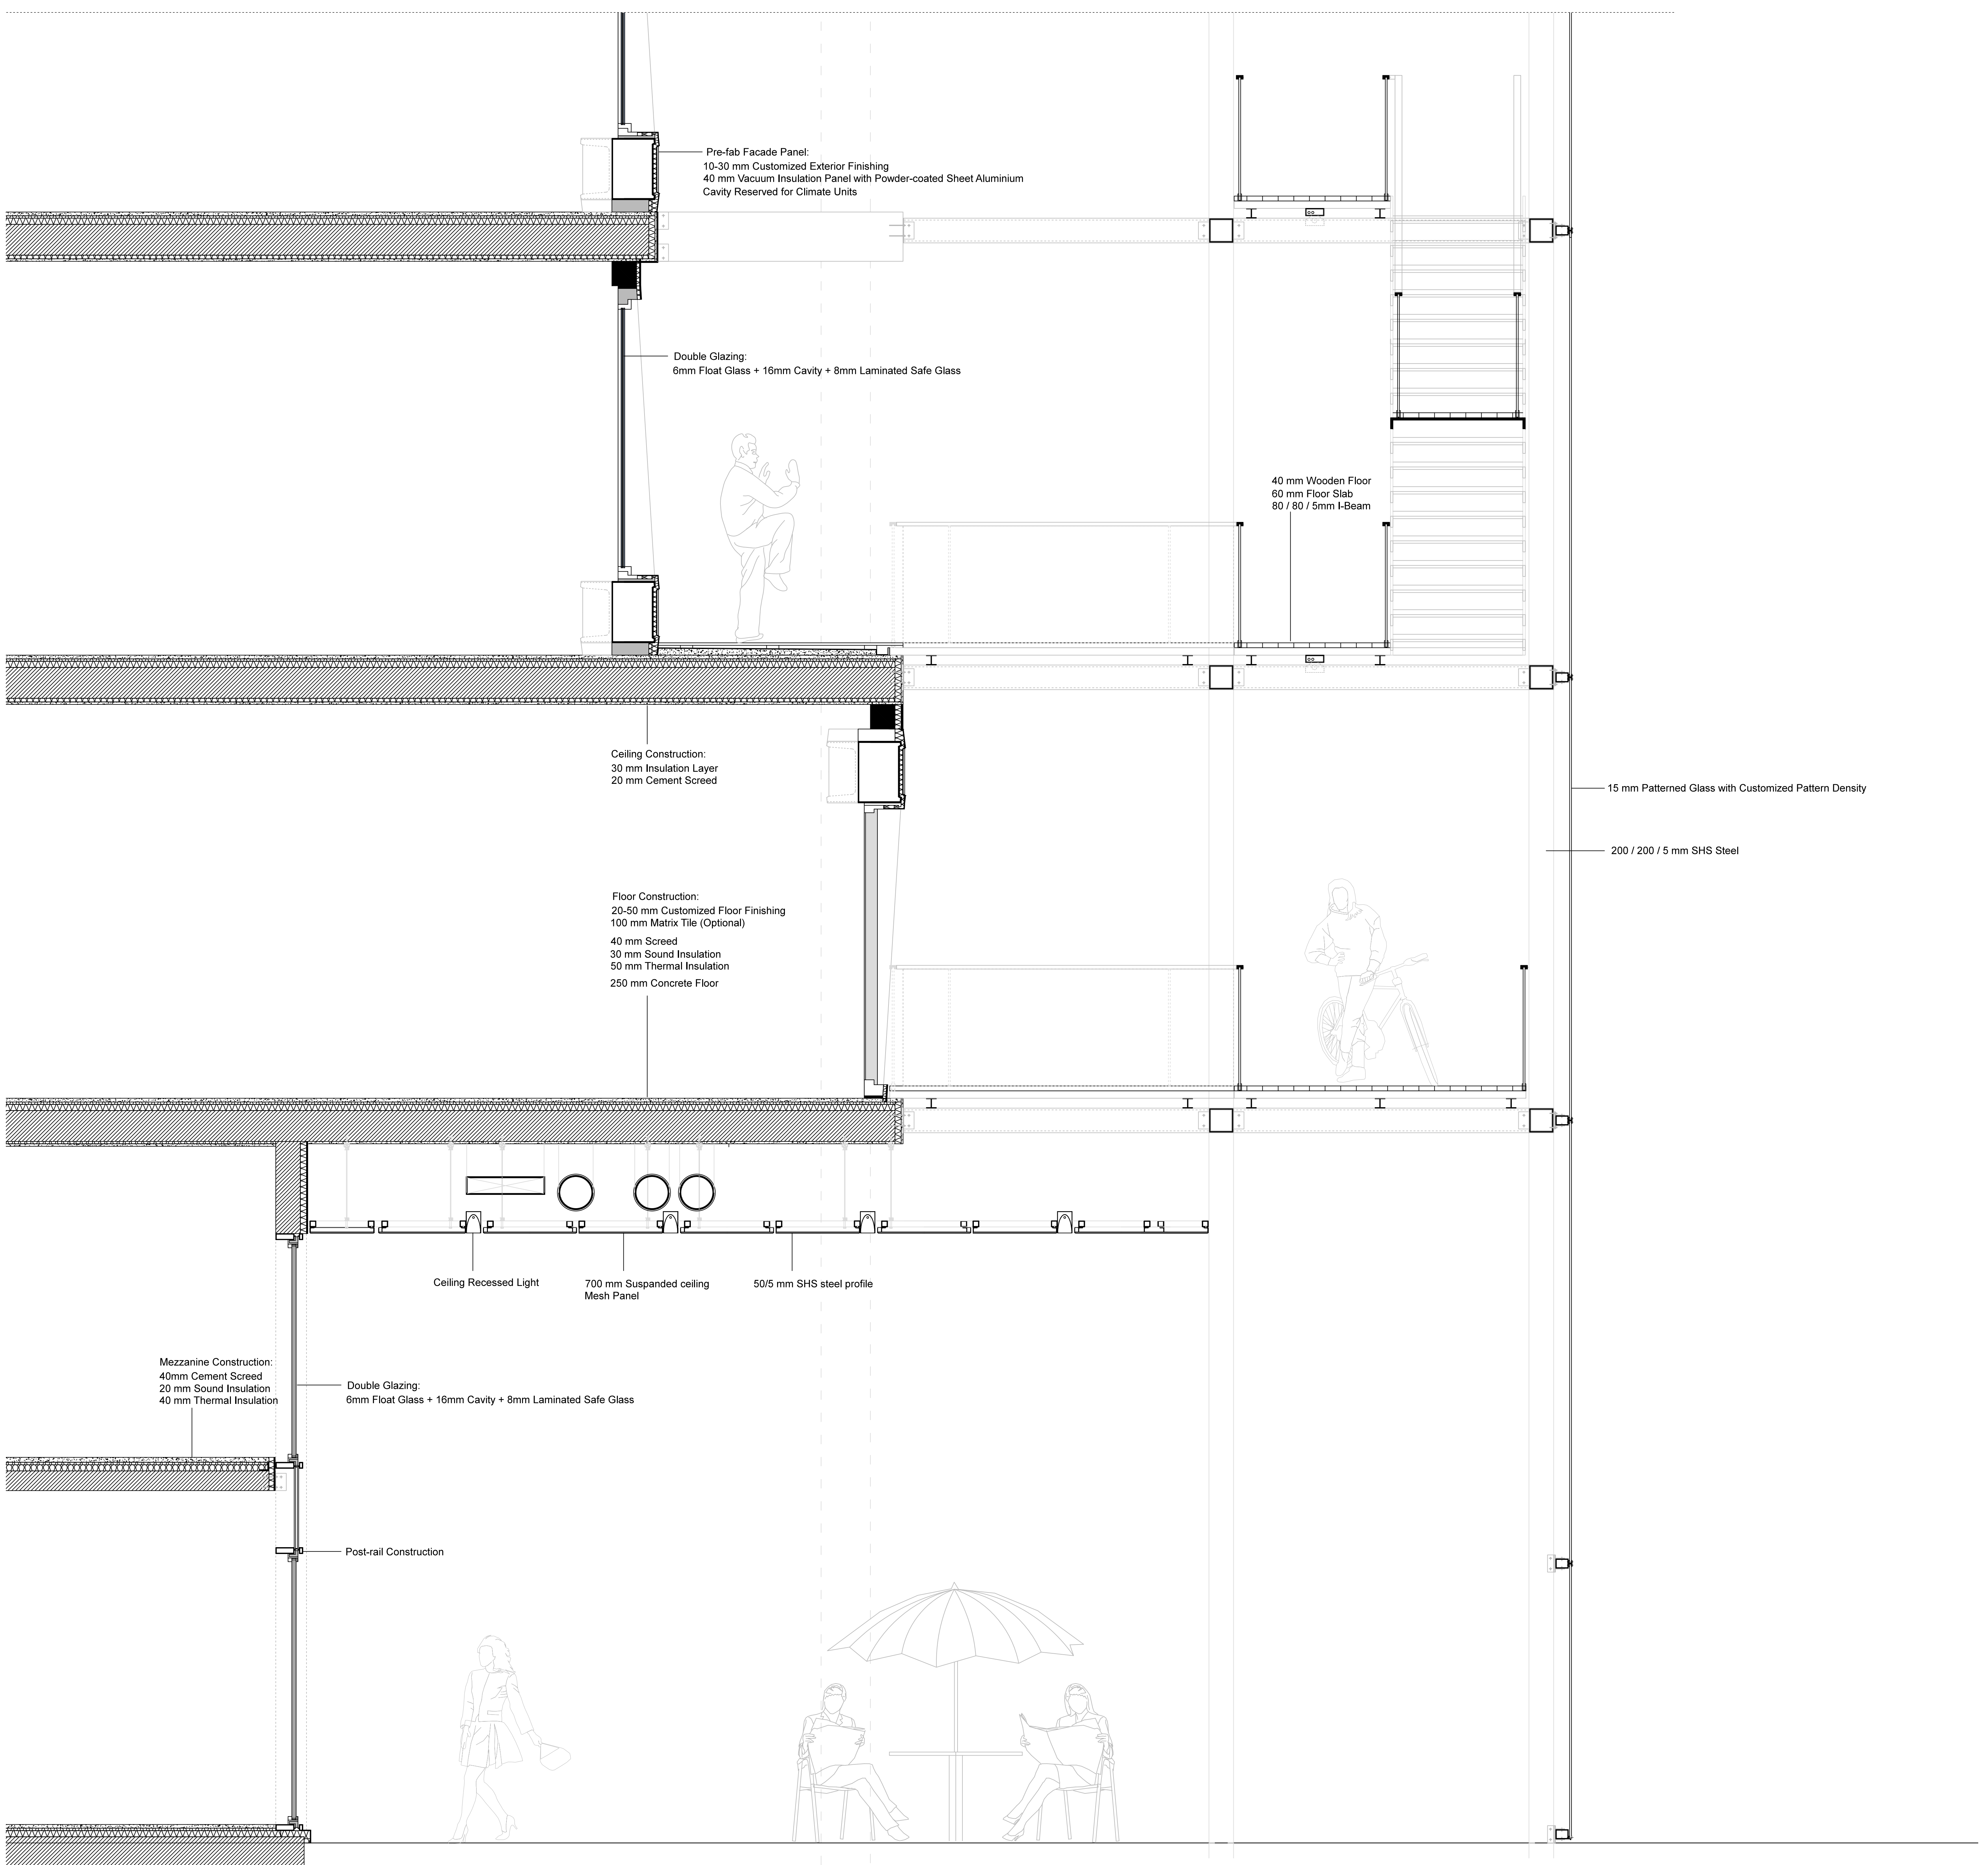 Pre-fab Facade Panel:
10-30 mm Customized Exterior Finishing
40 mm Vacuum Insulation Panel with Powder-coated Sheet Aluminium
Cavity Reserved for Climate Units
Double Glazing:
6mm Float Glass + 16mm Cavity + 8mm Laminated Safe Glass
40 mm Wooden Floor
60 mm Floor Slab
80 / 80 / 5mm I-Beam
Ceiling Construction:
30 mm Insulation Layer
20 mm Cement Screed
15 mm Patterned Glass with Customized Pattern Density
200 / 200 / 5 mm SHS Steel
Floor Construction:
20-50 mm Customized Floor Finishing
100 mm Matrix Tile (Optional)
40 mm Screed
30 mm Sound Insulation
50 mm Thermal Insulation
250 mm Concrete Floor
Ceiling Recessed Light
700 mm Suspanded ceiling
Mesh Panel
50/5 mm SHS steel profile
Mezzanine Construction:
40mm Cement Screed
20 mm Sound Insulation
40 mm Thermal Insulation
Double Glazing:
6mm Float Glass + 16mm Cavity + 8mm Laminated Safe Glass
Post-rail Construction